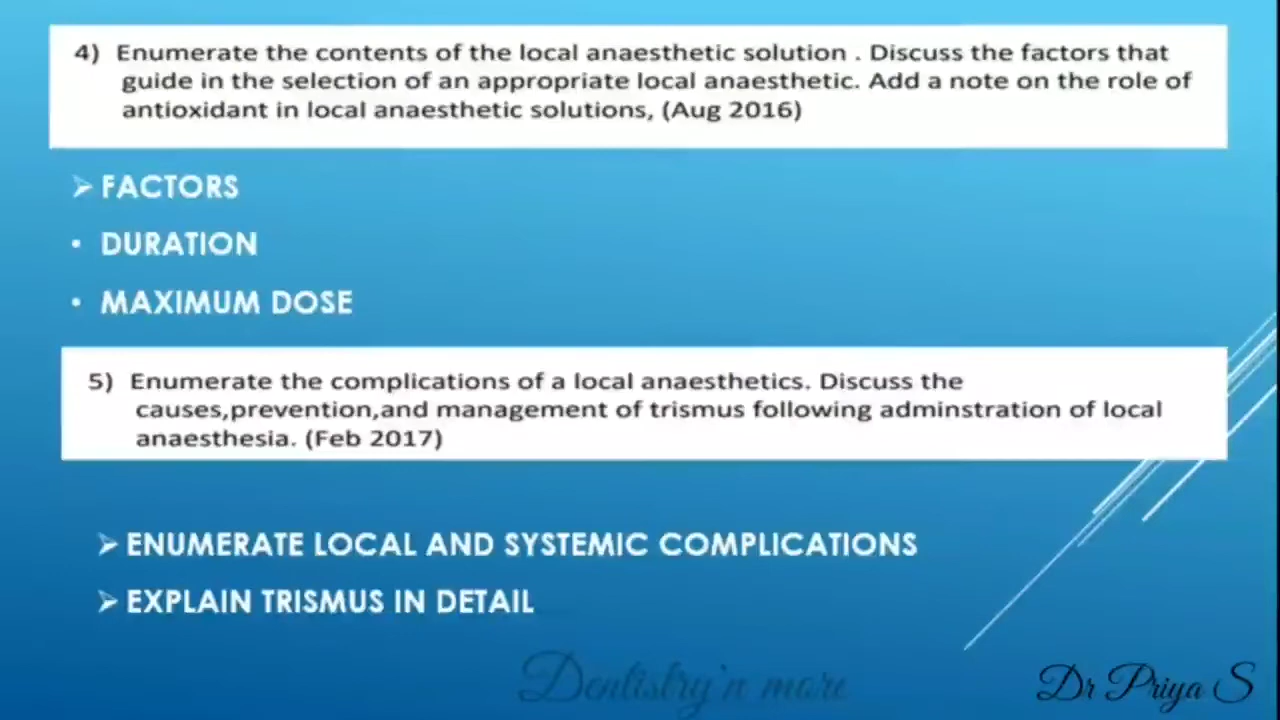 4) Enumerate the contents of the local anaesthetic solution . Discuss the factors that
guide in the selection of an appropriate local anaesthetic. Add a note on the role of
antioxidant in local anaesthetic solutions, (Aug 2016)
➢ FACTORS
• DURATION
• MAXIMUM DOSE
5) Enumerate the complications of a local anaesthetics. Discuss the
causes,prevention,and management of trismus following adminstration of local
anaesthesia. (Feb 2017)
➢ ENUMERATE LOCAL AND SYSTEMIC COMPLICATIONS
➢ EXPLAIN TRISMUS IN DETAIL
Dentistry'n more
Dr Priya S